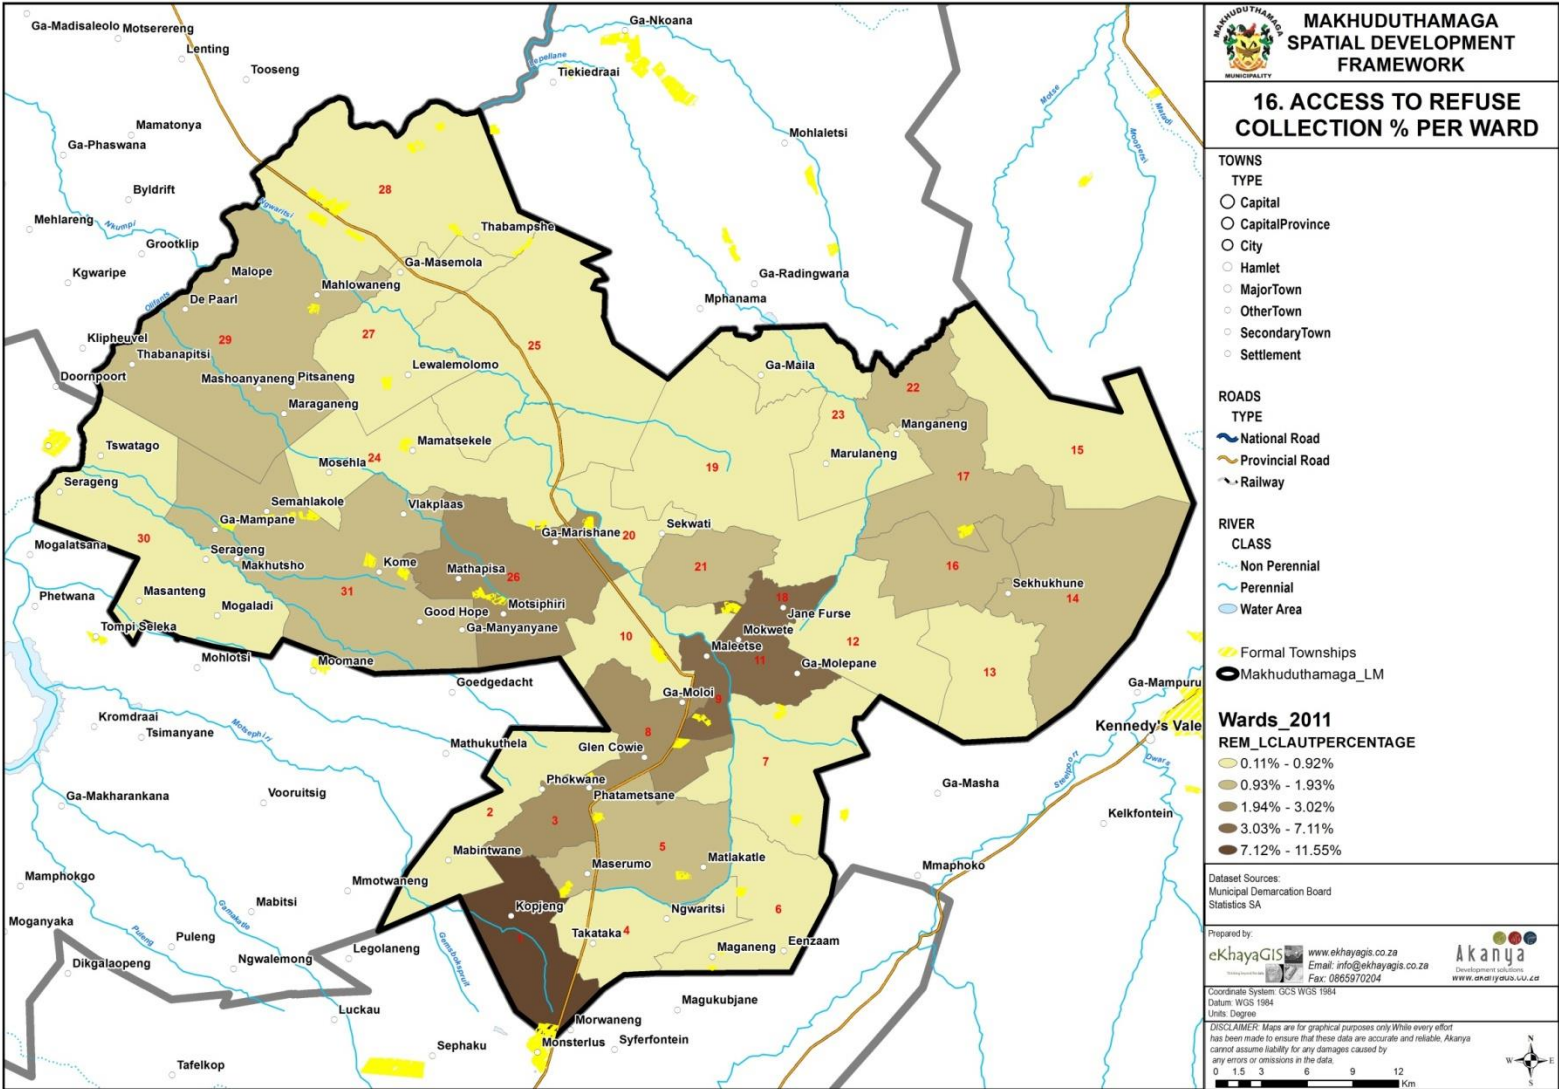 Ga-Madisaleolo
Motserereng
Lenting
Tooseng
Mamatonya
Ga-Phaswana
Byldrift
Mehlareng
Nkumpi
Grootklip
Kgwaripe
Ga-Nkoana
Tiekiedraai
Mohlaletsi
Ga-Radingwana
Mphanama
Motse
Moopetsi
28
Ngwaritsi
Thabampshe
Ga-Masemola
Malope
Mahlowaneng
De Paarl
Olifants
Klipheuvel
29
27
25
Thabanapitsi
Doornpoort
Mashoanyaneng
Pitsaneng
Lewalemolomo
Maraganeng
Ga-Maila
22
23
Manganeng
15
Tswatago
Mamatsekele
24
Mosehla
19
Marulaneng
17
Serageng
Semahlakole
Vlakplaas
Ga-Mampane
Ga-Marishane
20
Sekwati
30
Mogalatsana
Serageng
Makhutsho
Kome
Mathapisa
26
21
16
Sekhukhune
14
31
Phetwana
Masanteng
Mogaladi
Motsiphiri
Good Hope
Ga-Manyanyane
18
Jane Furse
Tompi Seleka
10
Mokwete
12
Mohlotsi
Moomane
Maleetse
11
Ga-Molepane
13
Goedgedacht
Ga-Moloi
9
Ga-Mampuru
Kromdraai
Tsimanyane
Motsephiri
8
Kennedy's Vale
Mathukuthela
Glen Cowie
7
Steelpoort
Dwars
Ga-Makharankana
Vooruitsig
Phokwane
Phatametsane
Ga-Masha
2
3
Kelkfontein
5
Mabintwane
Maserumo
Matlakatle
Mmaphoko
Mamphokgo
Mmotwaneng
Mabitsi
Moganyaka
Gamakatle
Kopjeng
Ngwaritsi
6
Puleng
Puleng
Takataka
4
Legolaneng
Maganeng
Eenzaam
Dikgalaopeng
Ngwalemong
Gemsbokspruit
Magukubjane
Luckau
Morwaneng
Sephaku
Monsterlus
Syferfontein
Tafelkop
MAKHUDUTHAMAGA
MUNICIPALITY
MAKHUDUTHAMAGA
SPATIAL DEVELOPMENT
FRAMEWORK
16. ACCESS TO REFUSE
COLLECTION % PER WARD
TOWNS
TYPE
Capital
CapitalProvince
City
Hamlet
MajorTown
OtherTown
SecondaryTown
Settlement
ROADS
TYPE
National Road
Provincial Road
Railway
RIVER
CLASS
Non Perennial
Perennial
Water Area
Formal Townships
Makhuduthamaga_LM
Wards_2011
REM_LCLAUTPERCENTAGE
0.11% - 0.92%
0.93% - 1.93%
1.94% - 3.02%
3.03% - 7.11%
7.12% - 11.55%
Dataset Sources:
Municipal Demarcation Board
Statistics SA
Prepared by:
eKhayaGIS
www.ekhayagis.co.za
Email: info@ekhayagis.co.za
Fax: 0865970204
Akanya
Development solutions
www.akanyads.co.za
Coordinate System: GCS WGS 1984
Datum: WGS 1984
Units: Degree
DISCLAIMER: Maps are for graphical purposes only.While every effort
has been made to ensure that these data are accurate and reliable, Akanya
cannot assume liability for any damages caused by
any errors or omissions in the data.
0 1.5 3 6 9 12
Km
N
W E
S